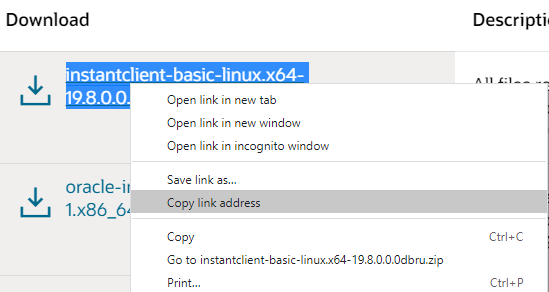 Download Descripti
instantclient-basic-linux.x64-
19.8.0.0.
All files r
Open link in new tab
Open link in new window
Open link in incognito window
Save link as...
Copy link address
oracle-i
1.x86_64
Copy Ctrl+C
Go to instantclient-basic-linux.x64-19.8.0.0.0dbru.zip
Print... Ctrl+P